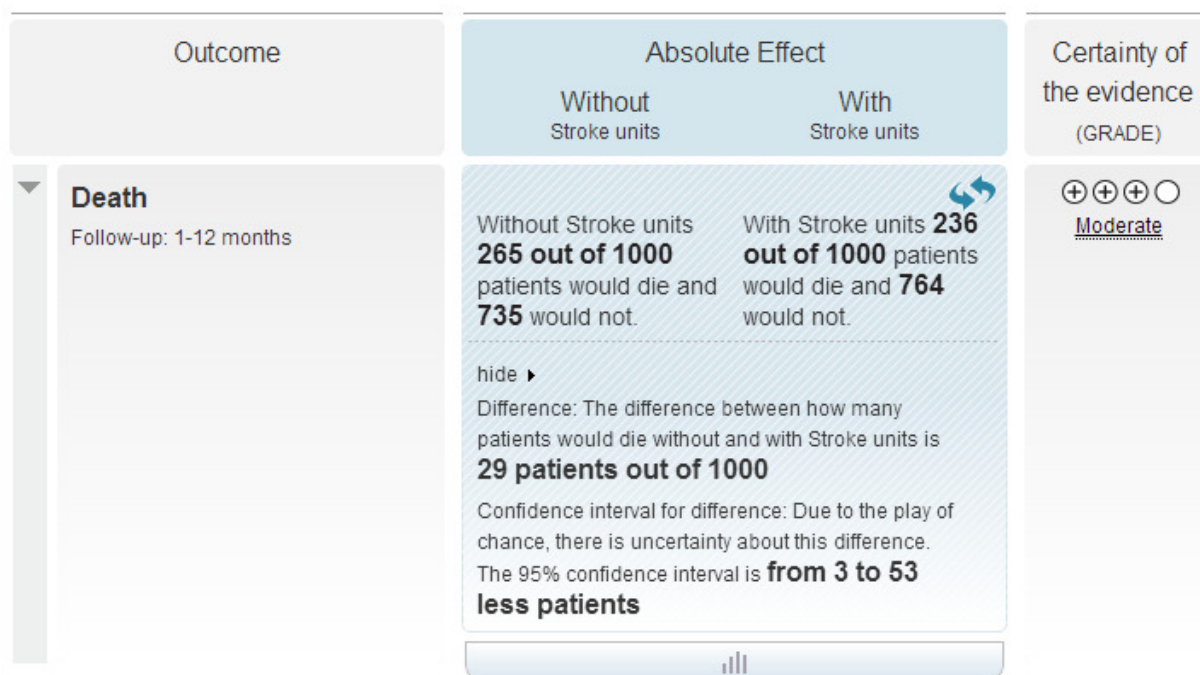 Outcome
Absolute Effect
Without
Stroke units
With
Stroke units
Certainty of
the evidence
(GRADE)
Death
Follow-up: 1-12 months
Without Stroke units
265 out of 1000
patients would die and
735 would not.
With Stroke units 236
out of 1000 patients
would die and 764
would not.
Moderate
hide
Difference: The difference between how many
patients would die without and with Stroke units is
29 patients out of 1000
Confidence interval for difference: Due to the play of
chance, there is uncertainty about this difference.
The 95% confidence interval is from 3 to 53
less patients